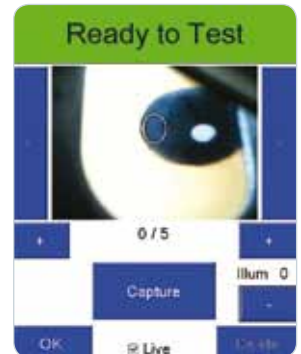 Ready to Test
-
-
+
0 / 5
+
Illum 0
Capture
-
OK
Live